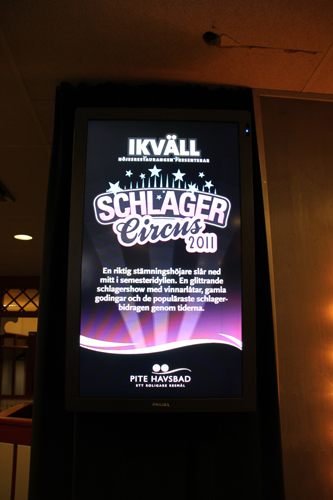 IKVÄLL
NÖJESRESTAURANGEN PRESENTERAR
SCHLAGER
Circus
2011
En riktig stämningshöjare slår ned
mitt i semesteridyllen. En glittrande
schlagershow med vinnarlåtar, gamla
godingar och de populäraste schlager-
bidragen genom tiderna.
PITE HAVSBAD
ETT SOLIGARE RESMÅL
PHILIPS